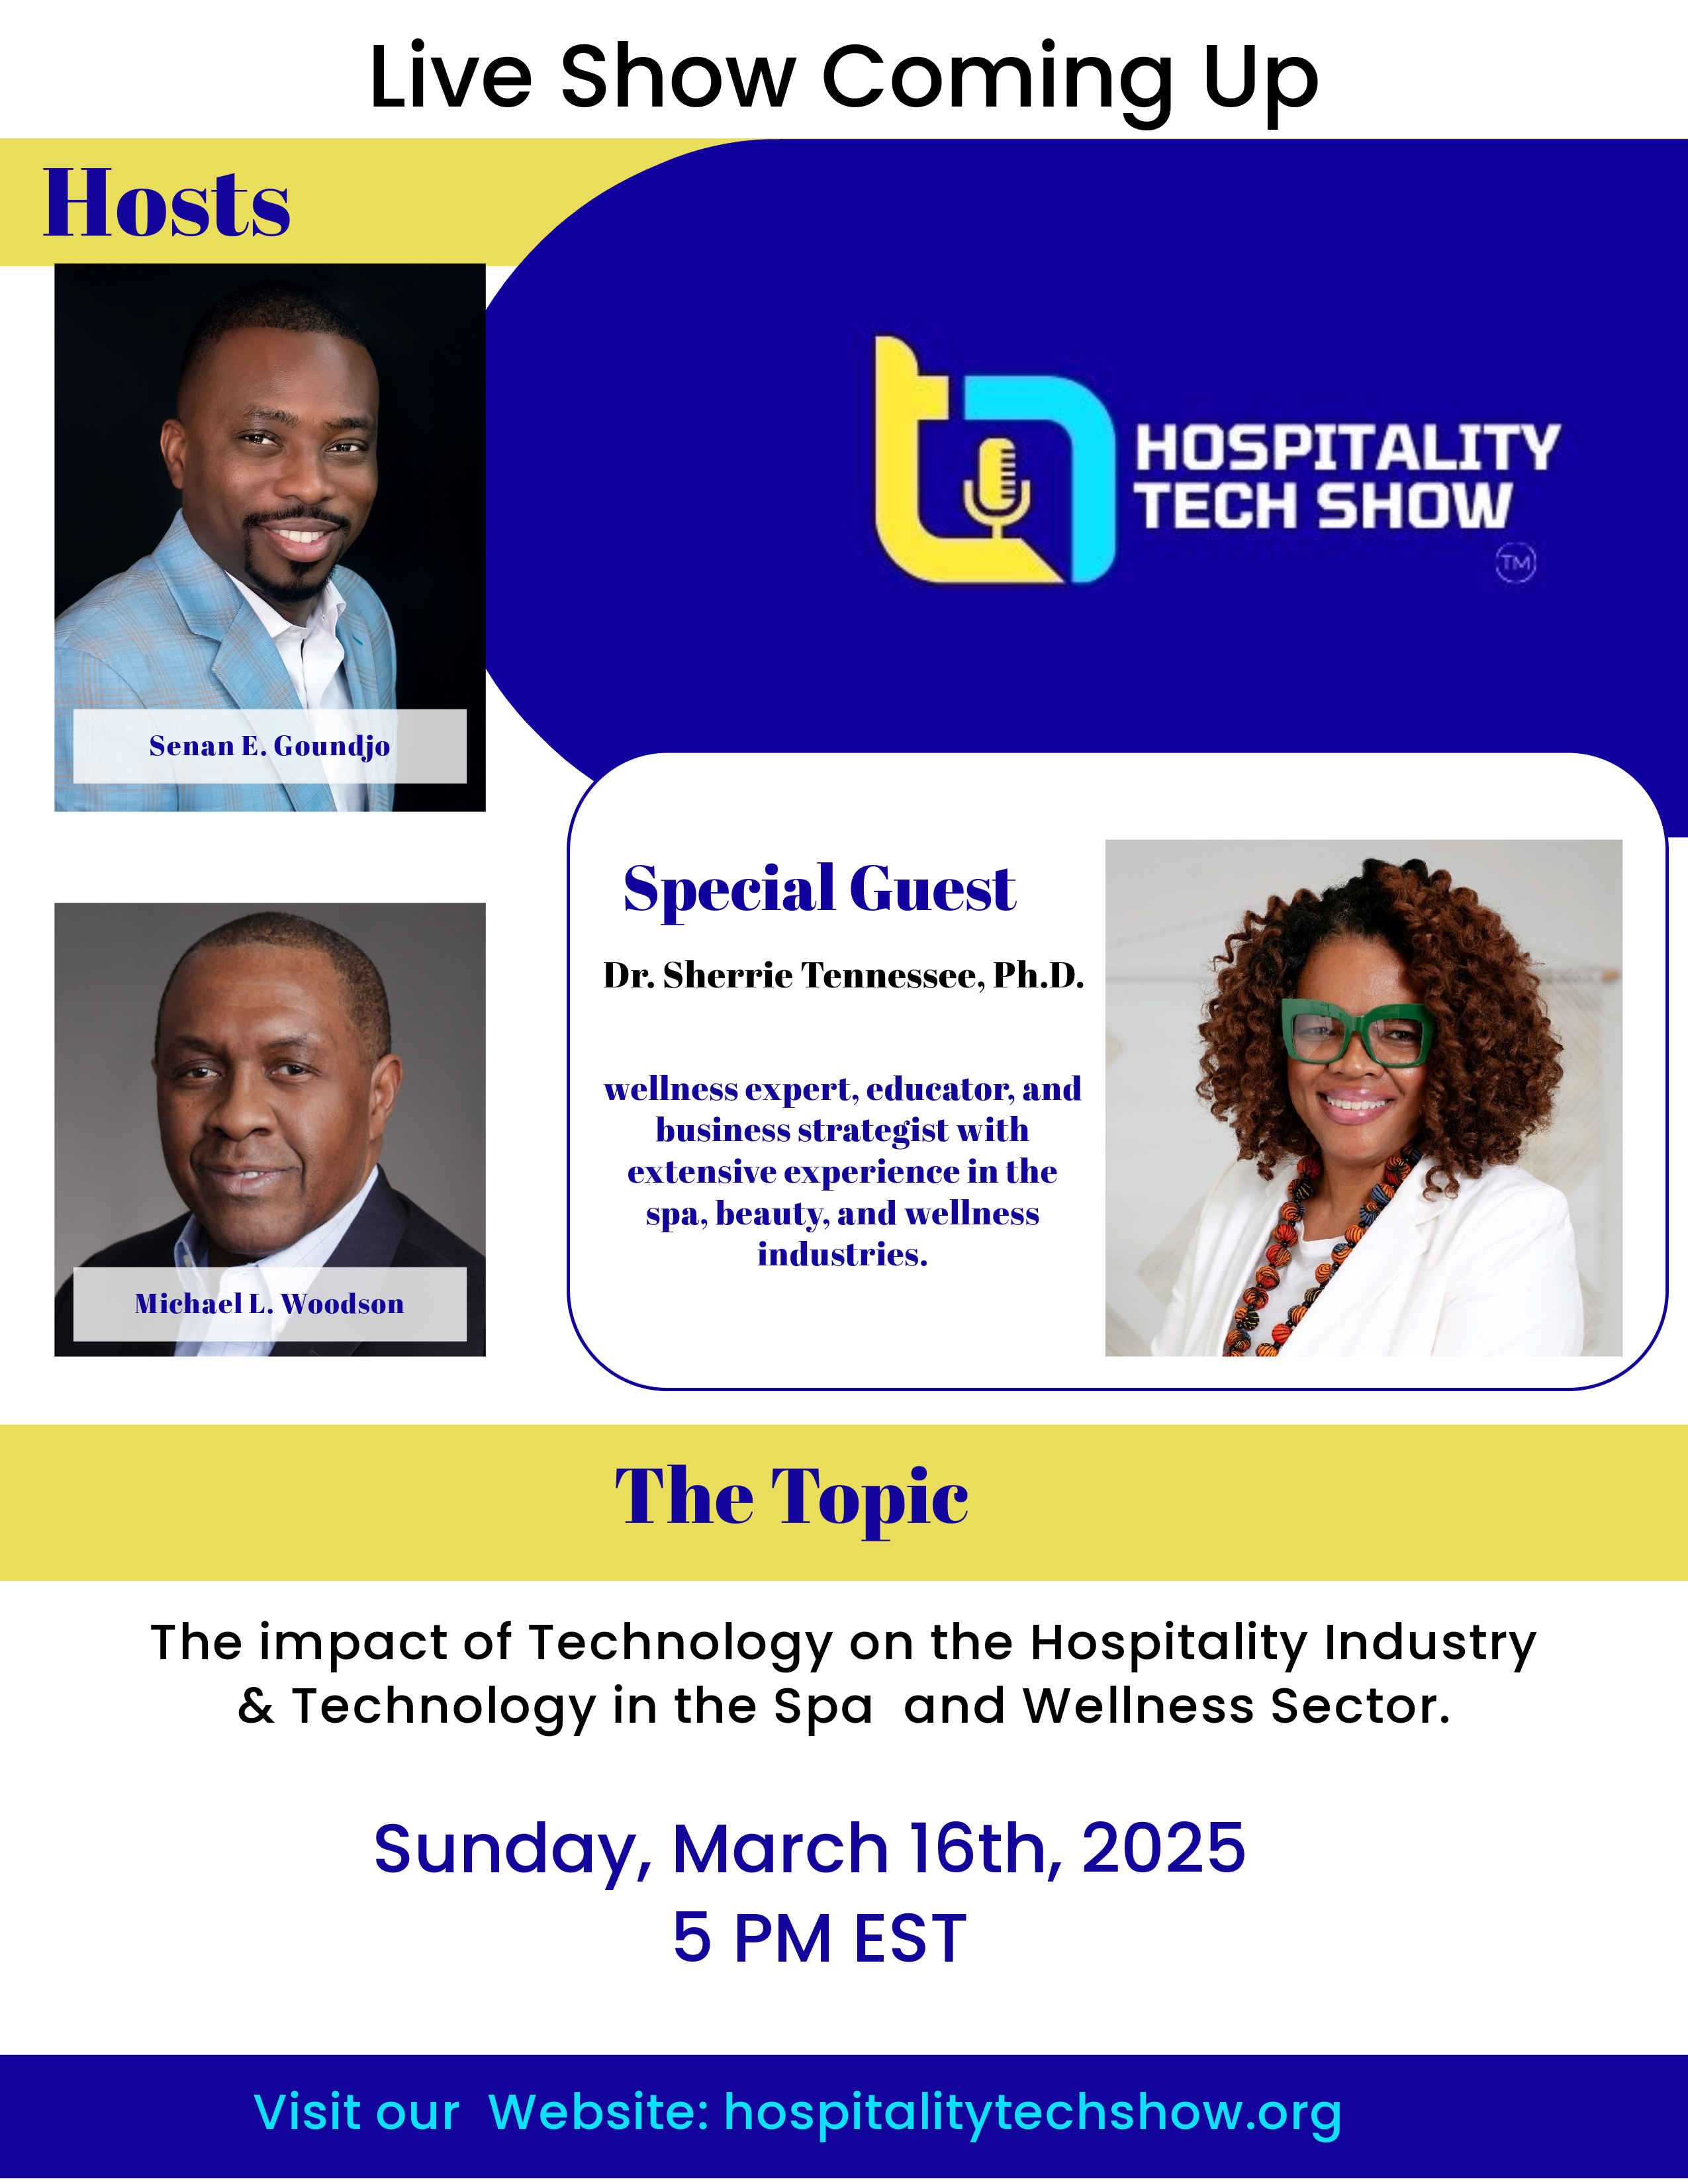 Live Show Coming Up
Hosts
HOSPITALITY
TECH SHOW
TM
Senan E. Goundjo
Special Guest
Dr. Sherrie Tennessee, Ph.D.
wellness expert, educator, and
business strategist with
extensive experience in the
spa, beauty, and wellness
industries.
Michael L. Woodson
The Topic
The impact of Technology on the Hospitality Industry
& Technology in the Spa  and Wellness Sector.
Sunday, March 16th, 2025
5 PM EST
Visit our  Website: hospitalitytechshow.org